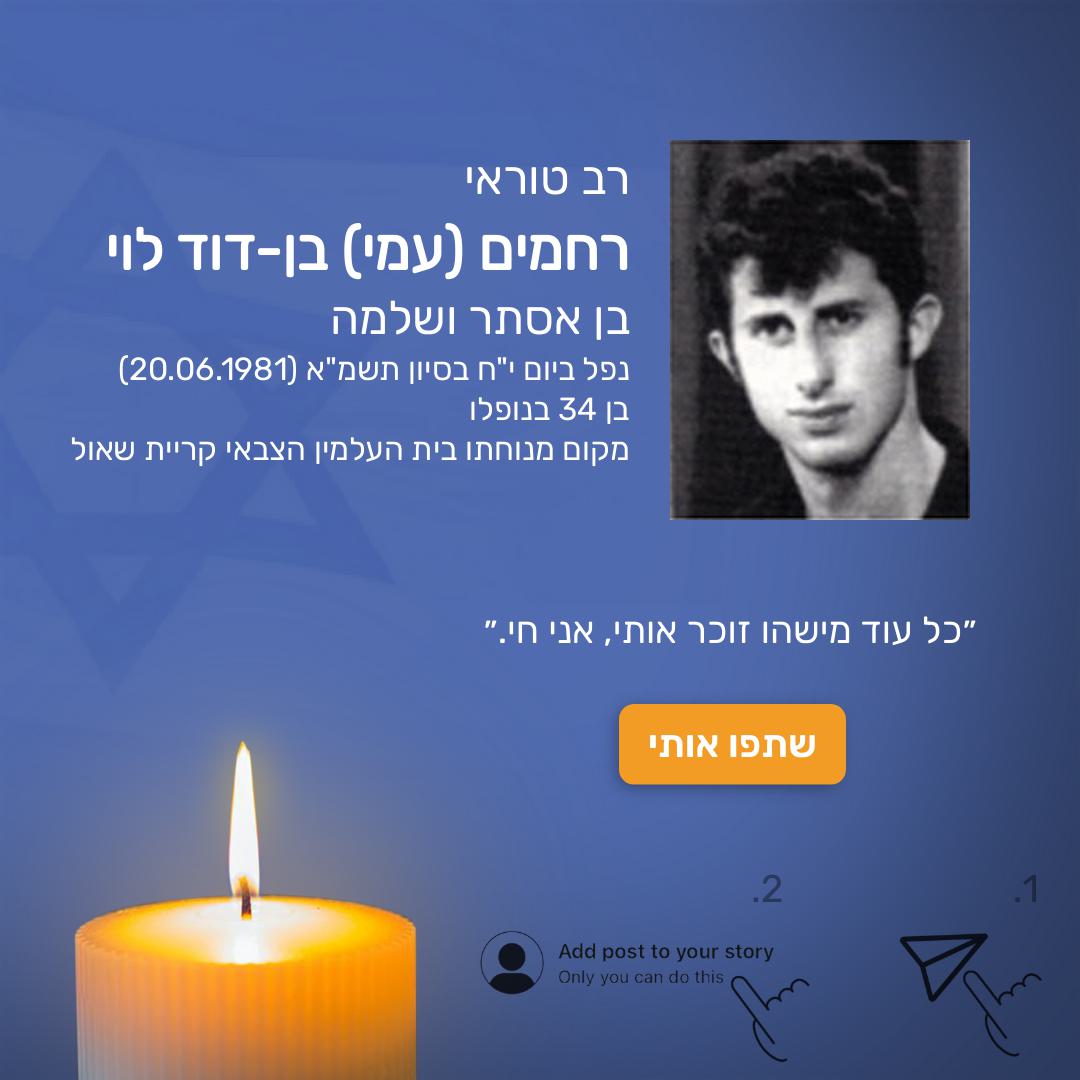 רב טוראי
רחמים (עמי) בן-דוד לוי
בן אסתר ושלמה
נפל ביום י"ח בסיון תשמ"א (20.06.1981)
בן 34 בנופלו
מקום מנוחתו בית העלמין הצבאי קריית שאול
״כל עוד מישהו זוכר אותי, אני חי.״
שתפו אותי
.1
.2
Add post to your story
Only you can do this